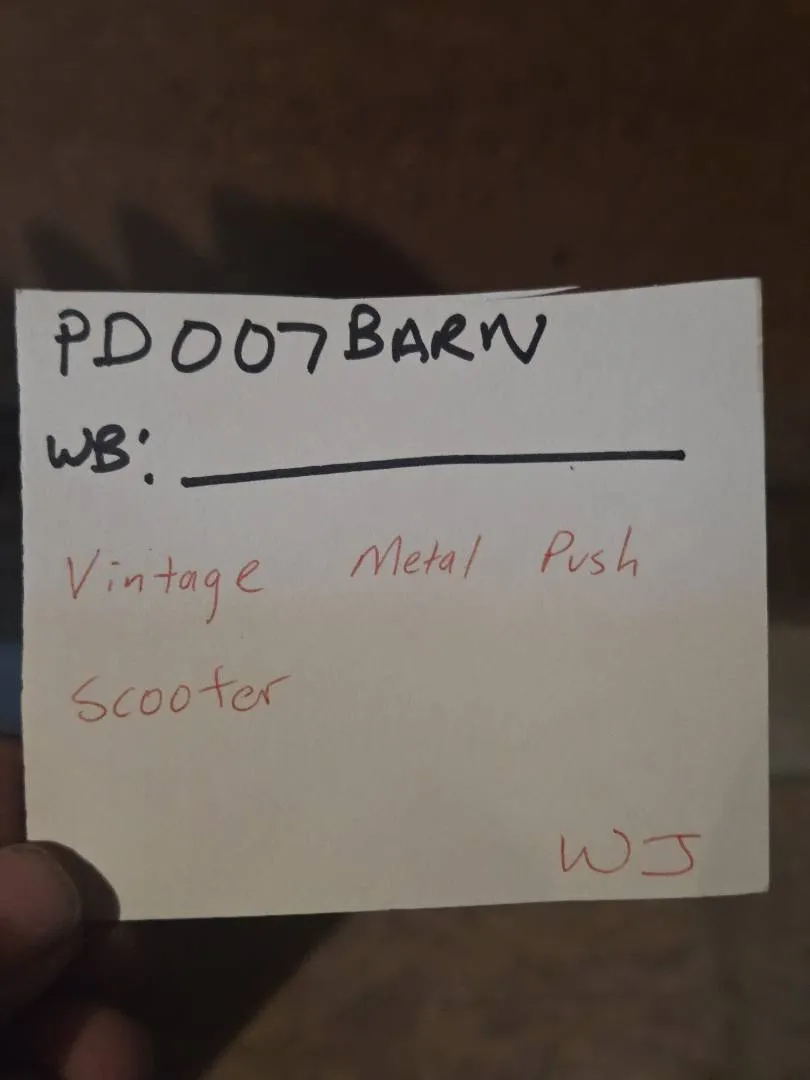 PD007BARN
WB:
Vintage Metal Push
Scooter
WJ